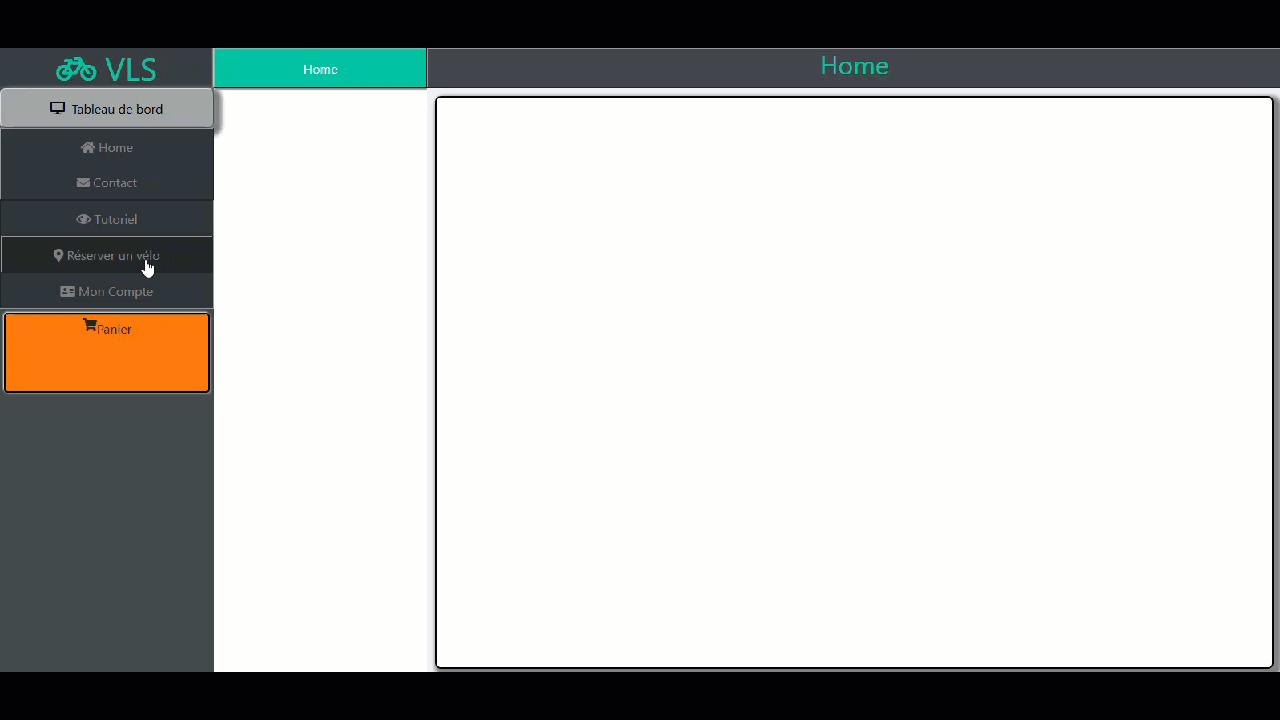 VLS
Home
Home
Tableau de bord
Home
Contact
Tutoriel
Réserver un vélo
Mon Compte
Panier